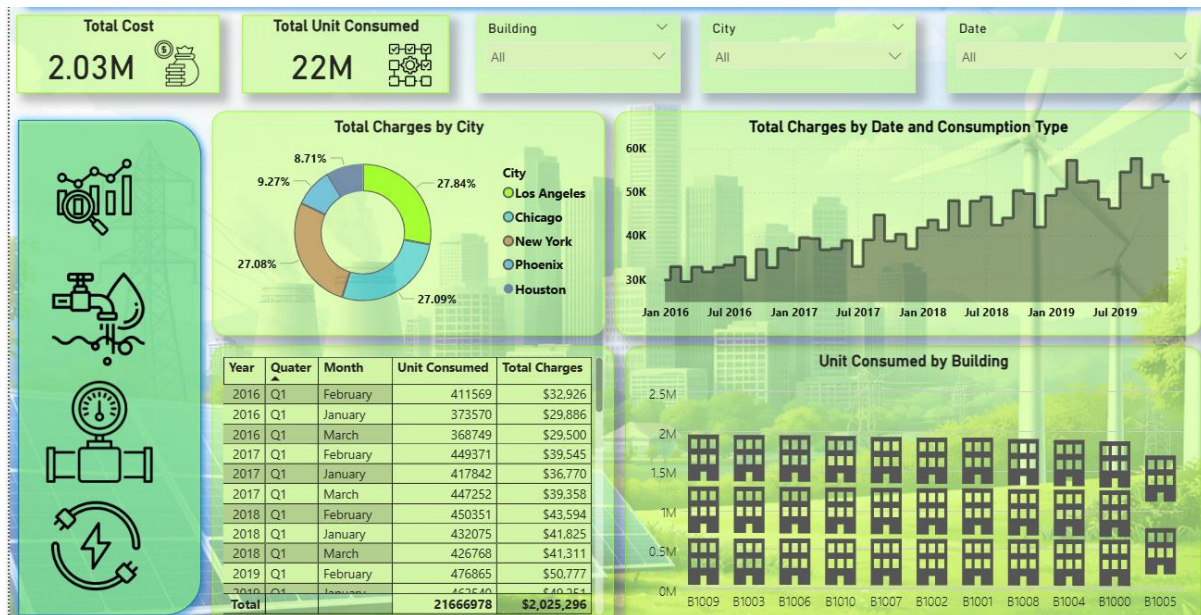 Total Cost
2.03M
Total Unit Consumed
22M
Building
All
City
All
Date
All
Total Charges by City
8.71%
9.27%
27.84%
27.08%
27.09%
City
Los Angeles
Chicago
New York
Phoenix
Houston
Total Charges by Date and Consumption Type
60K
50K
40K
30K
Jan 2016 Jul 2016 Jan 2017 Jul 2017 Jan 2018 Jul 2018 Jan 2019 Jul 2019
Year Quater Month Unit Consumed Total Charges
2016 Q1 February 411569 $32,926
2016 Q1 January 373570 $29,886
2016 Q1 March 368749 $29,500
2017 Q1 February 449371 $39,545
2017 Q1 January 417842 $36,770
2017 Q1 March 447252 $39,358
2018 Q1 February 450351 $43,594
2018 Q1 January 432075 $41,825
2018 Q1 March 426768 $41,311
2019 Q1 February 476865 $50,777
2019 Q1 January
Total 21666978 $2,025,296
Unit Consumed by Building
2.5M
2M
1.5M
1M
0.5M
0M
B1009 B1003 B1006 B1010 B1007 B1002 B1001 B1008 B1004 B1000 B1005